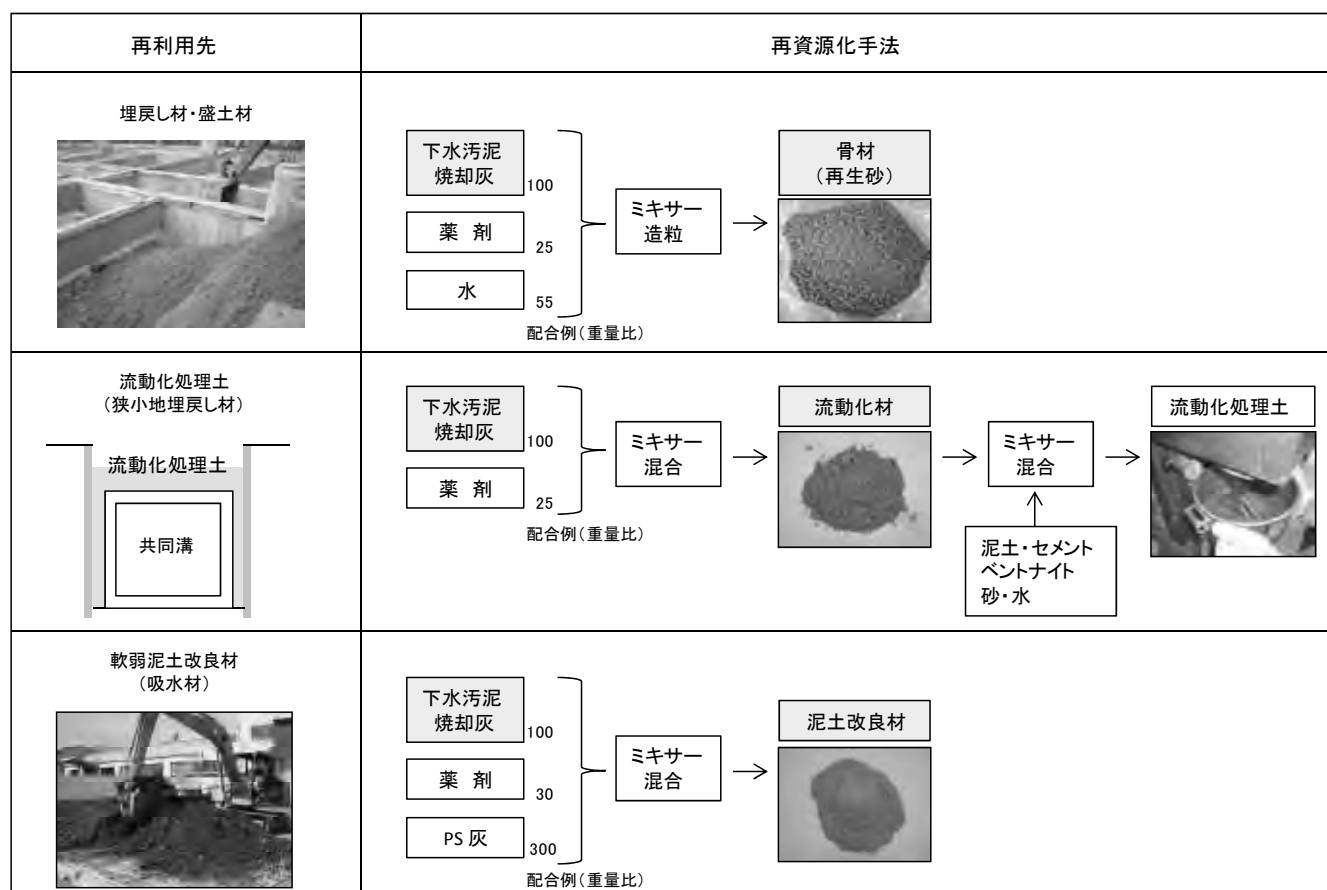 再利用先
再資源化手法
埋戻し材・盛土材
下水汚泥
焼却灰
100
薬 剤
25
水
55
配合例(重量比)
ミキサー
造粒
骨材
(再生砂)
流動化処理土
(狭小地埋戻し材)
流動化処理土
共同溝
下水汚泥
焼却灰
100
薬 剤
25
配合例(重量比)
ミキサー
混合
流動化材
ミキサー
混合
泥土・セメント
ベントナイト
砂・水
流動化処理土
軟弱泥土改良材
(吸水材)
下水汚泥
焼却灰
100
薬 剤
30
PS 灰
300
配合例(重量比)
ミキサー
混合
泥土改良材